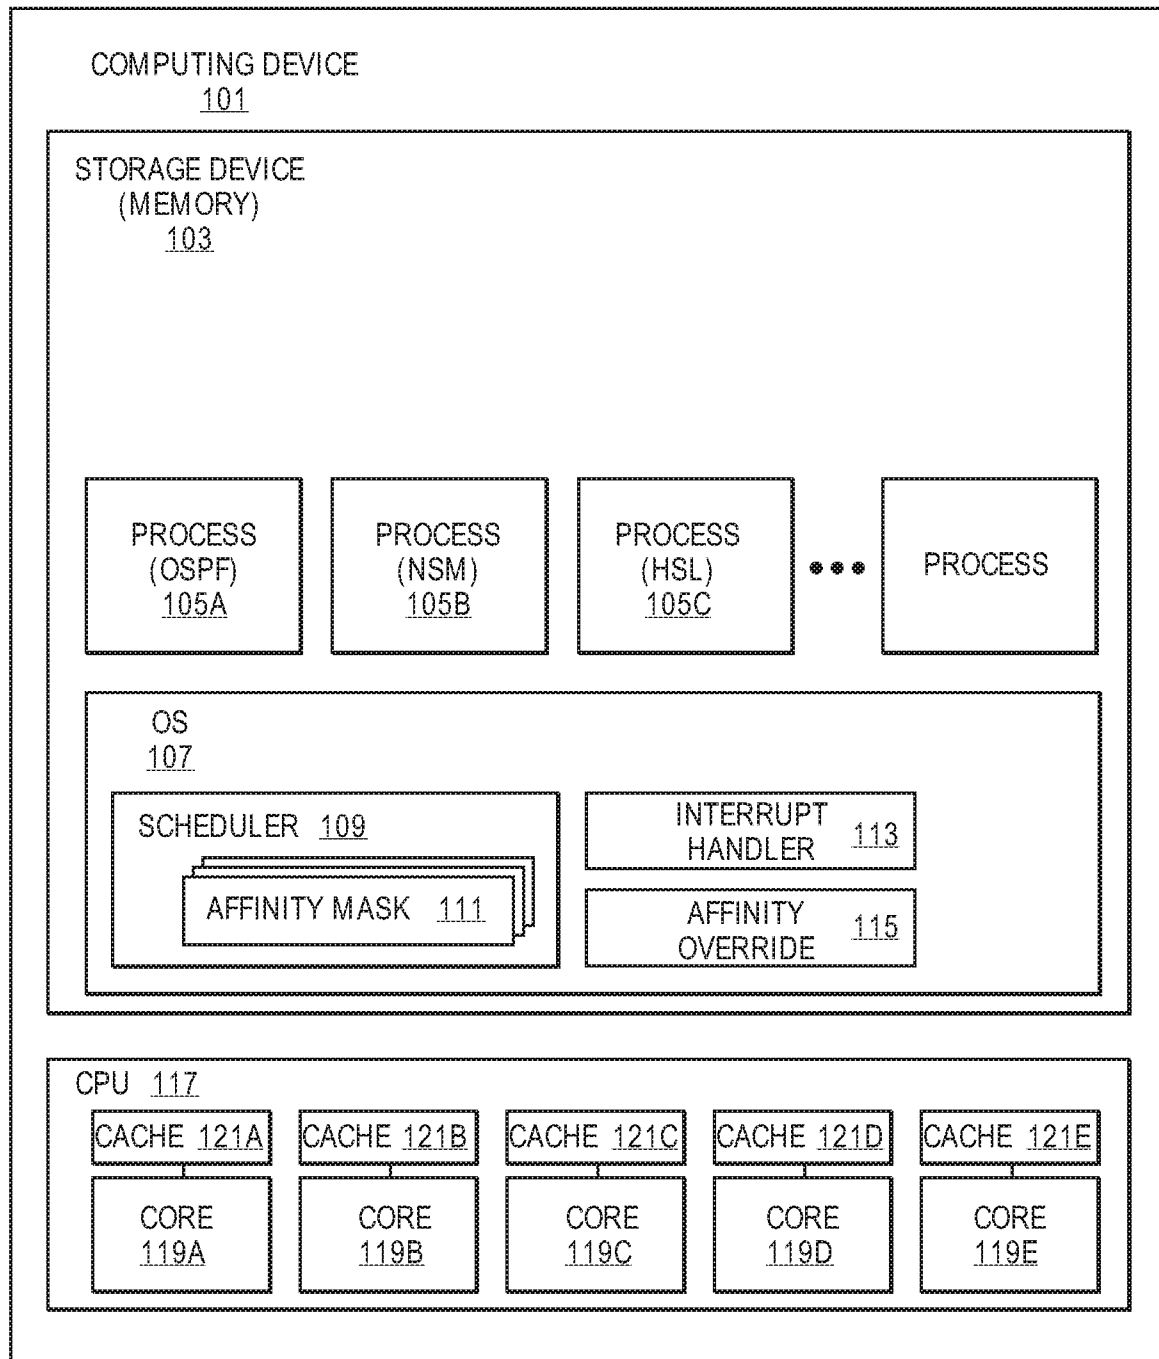 COMPUTING DEVICE
101
STORAGE DEVICE
(MEMORY)
103
PROCESS
(OSPF)
105A
PROCESS
(NSM)
105B
PROCESS
(HSL)
105C
PROCESS
OS
107
SCHEDULER 109
AFFINITY MASK 111
INTERRUPT
HANDLER 113
AFFINITY
OVERRIDE 115
CPU 117
CACHE 121A
CACHE 121B
CACHE 121C
CACHE 121D
CACHE 121E
CORE
119A
CORE
119B
CORE
119C
CORE
119D
CORE
119E